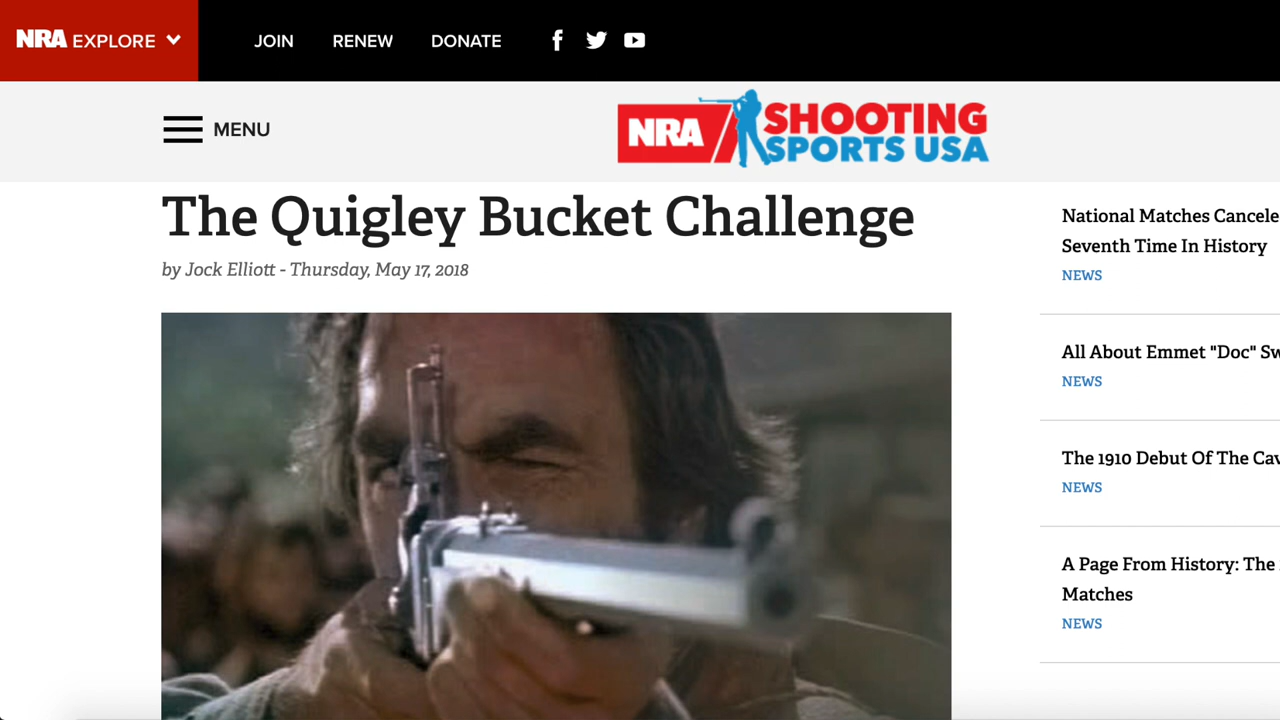 NRA EXPLORE
JOIN
RENEW
DONATE
MENU
NRA SHOOTING
SPORTS USA
The Quigley Bucket Challenge
by Jock Elliott - Thursday, May 17, 2018
National Matches Cancele
Seventh Time In History
NEWS
All About Emmet "Doc" Sw
NEWS
The 1910 Debut Of The Cav
NEWS
A Page From History: The
Matches
NEWS